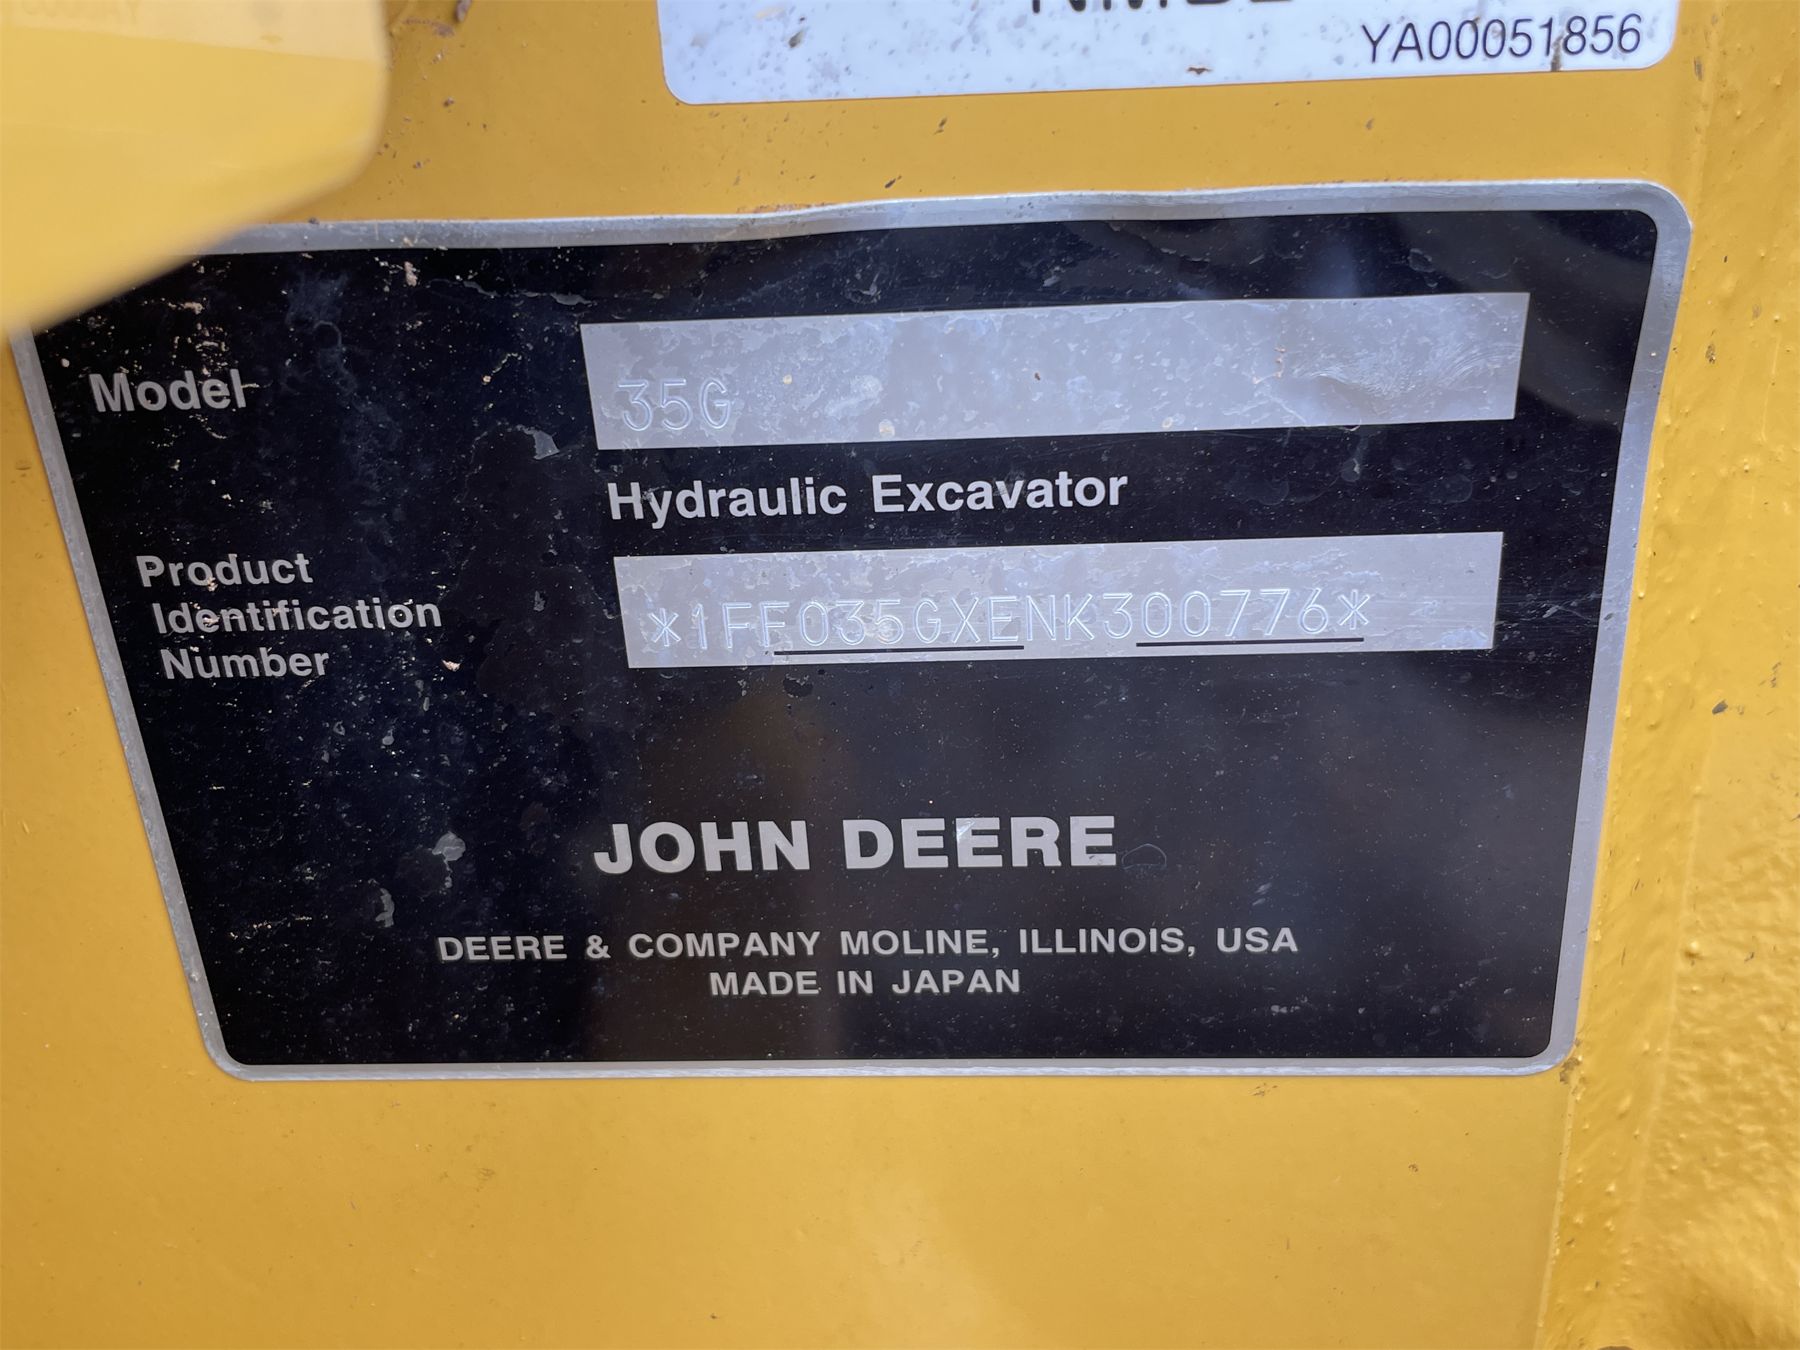 YA00051856
Model
35G
Hydraulic Excavator
Product
Identification
Number
*1FF035GXENK300776*
JOHN DEERE
DEERE & COMPANY MOLINE, ILLINOIS, USA
MADE IN JAPAN